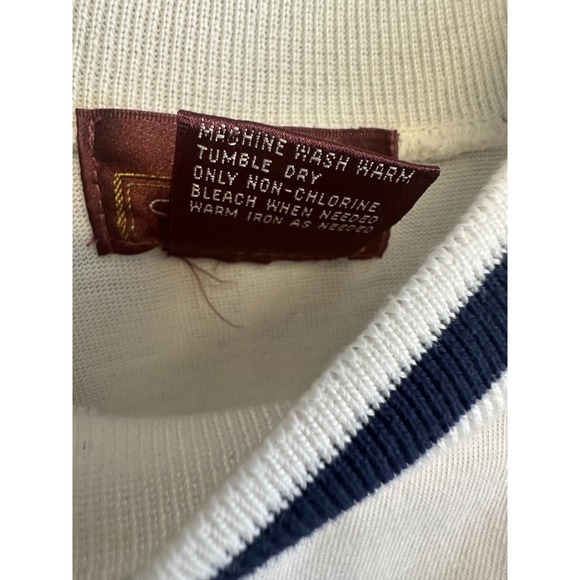 MACHINE WASH WARM
TUMBLE DRY
ONLY NON-CHLORINE
BLEACH WHEN NEEDED
WARM IRON AS NEEDED